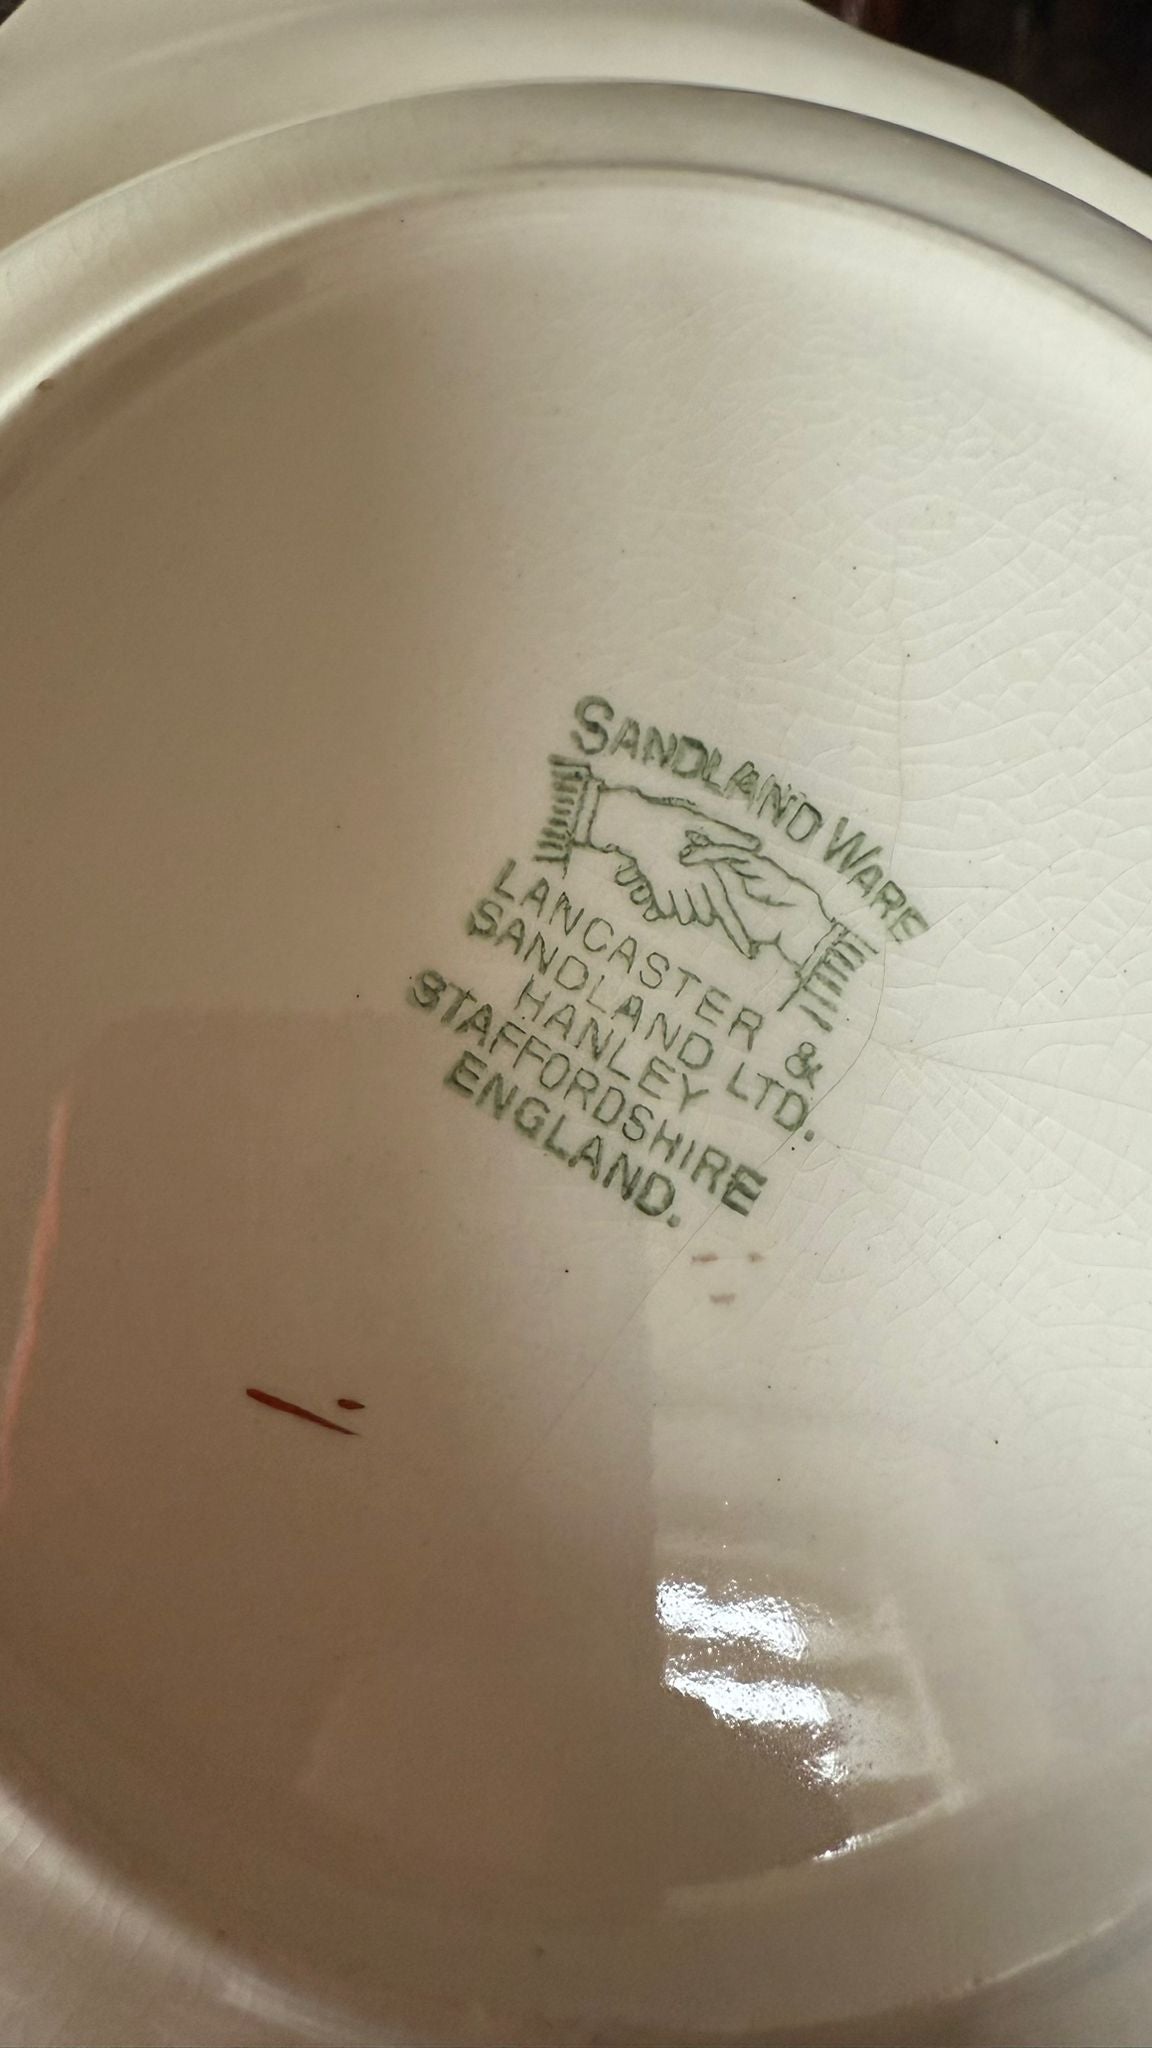 SANDLAND WARE
LANCASTER &
SANDLAND LTD.
HANLEY
STAFFORDSHIRE
ENGLAND.